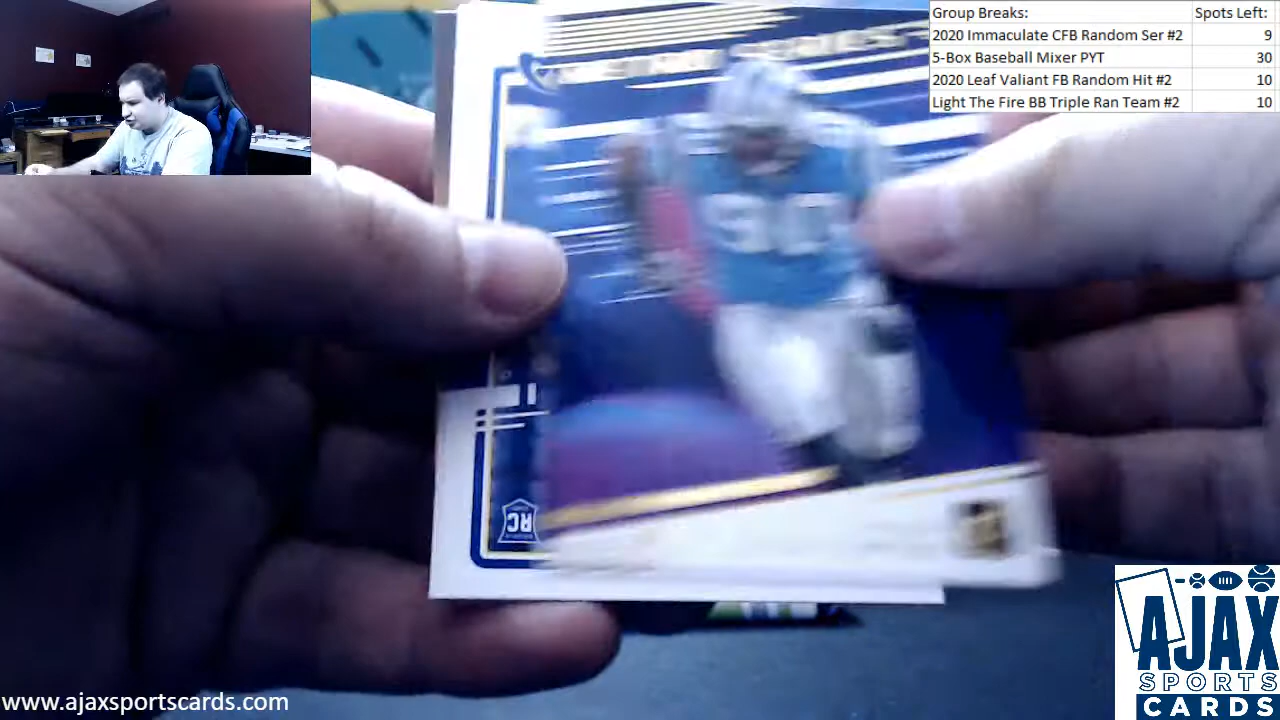 Group Breaks: Spots Left:
2020 Immaculate CFB Random Ser #2 9
5-Box Baseball Mixer PYT 30
2020 Leaf Valiant FB Random Hit #2 10
Light The Fire BB Triple Ran Team #2 10
90
RC
www.ajaxsportscards.com
AJAX
SPORTS
CARDS